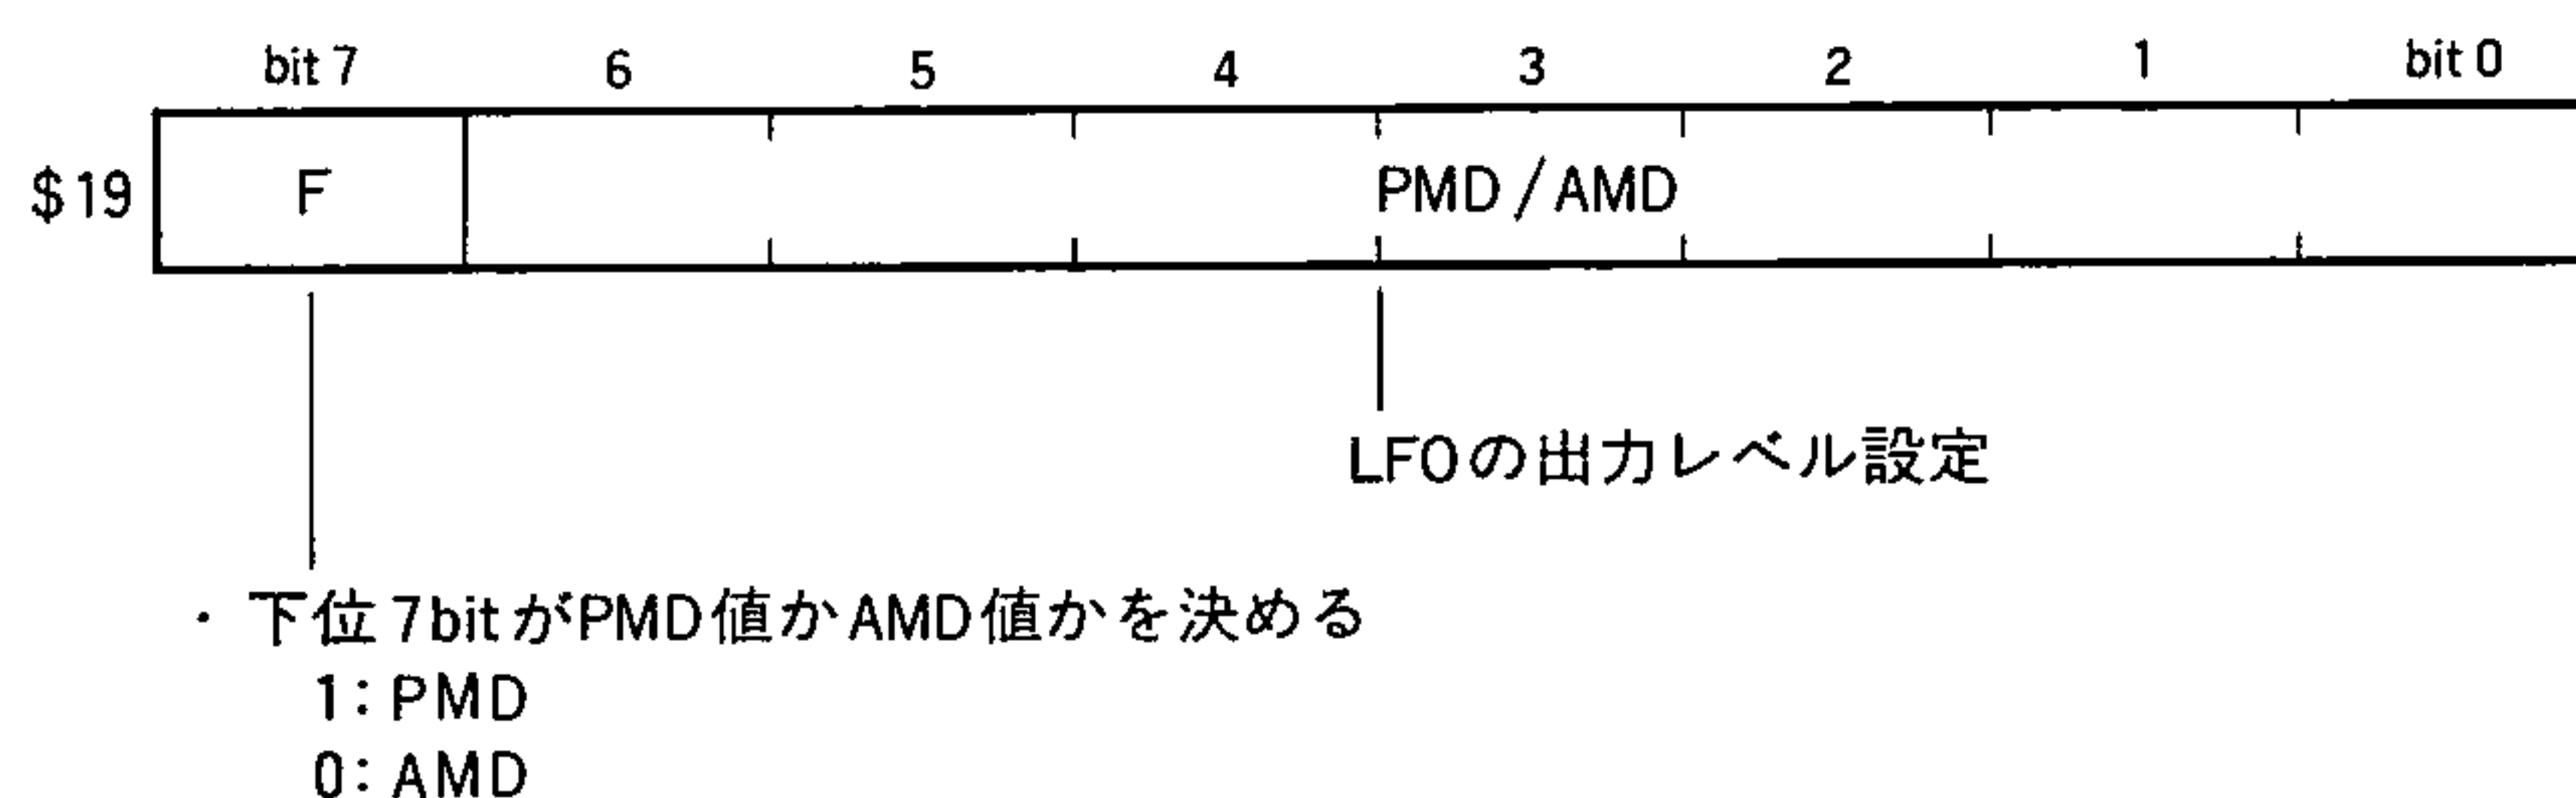 bit 7 6 5 4 3 2 1 bit 0
$19 F PMD/AMD
LFOの出力レベル設定
・下位7bitがPMD値かAMD値かを決める
1: PMD
0: AMD